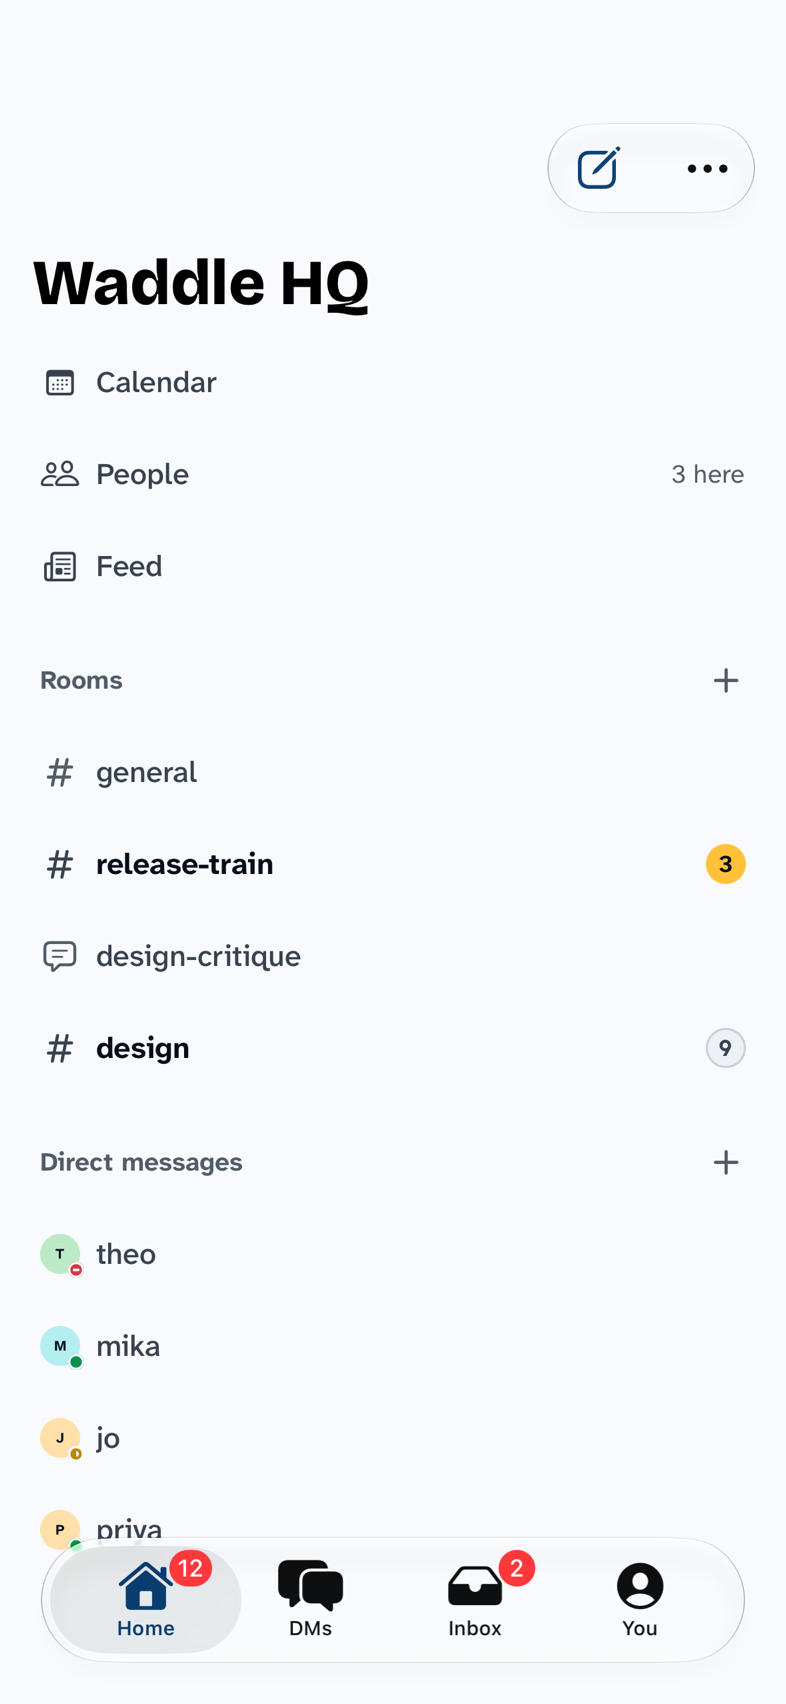 Waddle HQ
Calendar
People 3 here
Feed
Rooms
# general
# release-train 3
design-critique
# design 9
Direct messages
T theo
M mika
J jo
P priya
12 2
Home DMs Inbox You